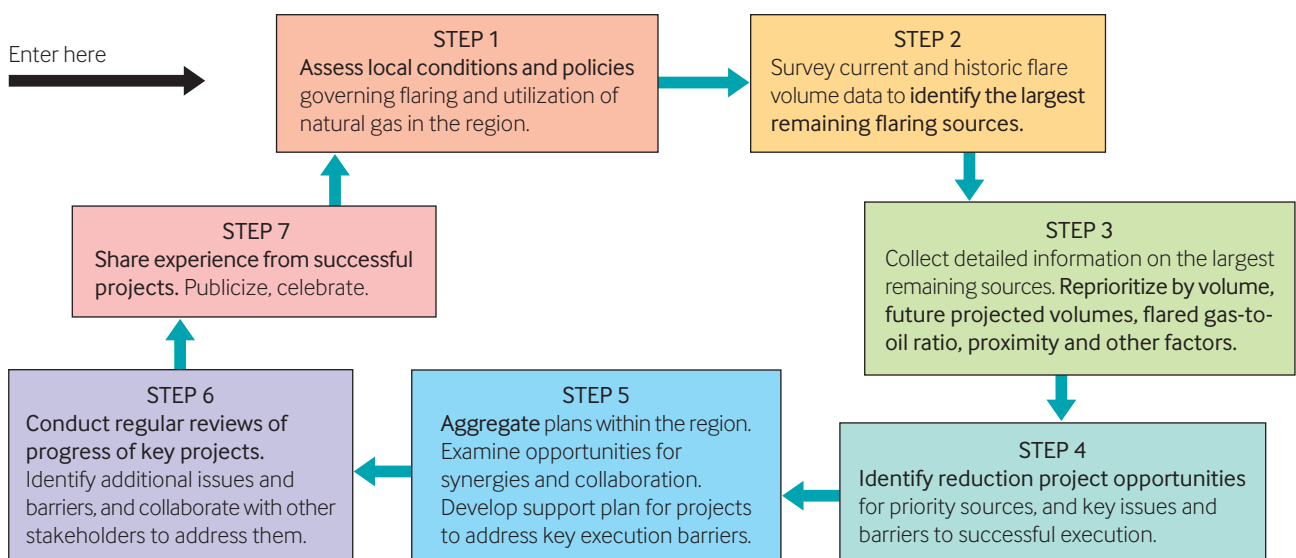 Enter here
STEP 1
Assess local conditions and policies
governing flaring and utilization of
natural gas in the region.
STEP 2
Survey current and historic flare
volume data to identify the largest
remaining flaring sources.
STEP 3
Collect detailed information on the largest
remaining sources. Reprioritize by volume,
future projected volumes, flared gas-to-
oil ratio, proximity and other factors.
STEP 4
Identify reduction project opportunities
for priority sources, and key issues and
barriers to successful execution.
STEP 5
Aggregate plans within the region.
Examine opportunities for
synergies and collaboration.
Develop support plan for projects
to address key execution barriers.
STEP 6
Conduct regular reviews of
progress of key projects.
Identify additional issues and
barriers, and collaborate with other
stakeholders to address them.
STEP 7
Share experience from successful
projects. Publicize, celebrate.